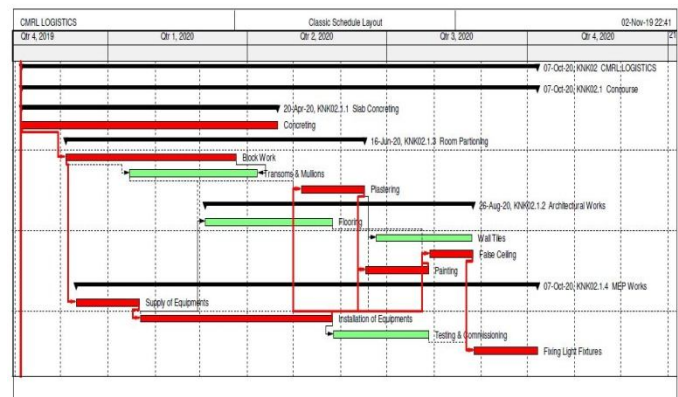 CMRL LOGISTICS
Classic Schedule Layout
02-Nov-19 22:41
Qtr 4, 2019
Qtr 1, 2020
Qtr 2, 2020
Qtr 3, 2020
Qtr 4, 2020
07-Oct-20, KNK02 CMRL:LOGISTICS
07-Oct-20, KNK02.1 Concourse
20-Apr-20, KNK02.1.1 Slab Concreting
Concreting
16-Jun-20, KNK02.1.3 Room Partioning
Block Work
Transoms & Mullions
Plastering
26-Aug-20, KNK02.1.2 Architectural Works
Flooring
Wall Tiles
False Ceiling
Painting
07-Oct-20, KNK02.1.4 MEP Works
Supply of Equipments
Installation of Equipments
Testing & Commissioning
Fixing Light Fixtures